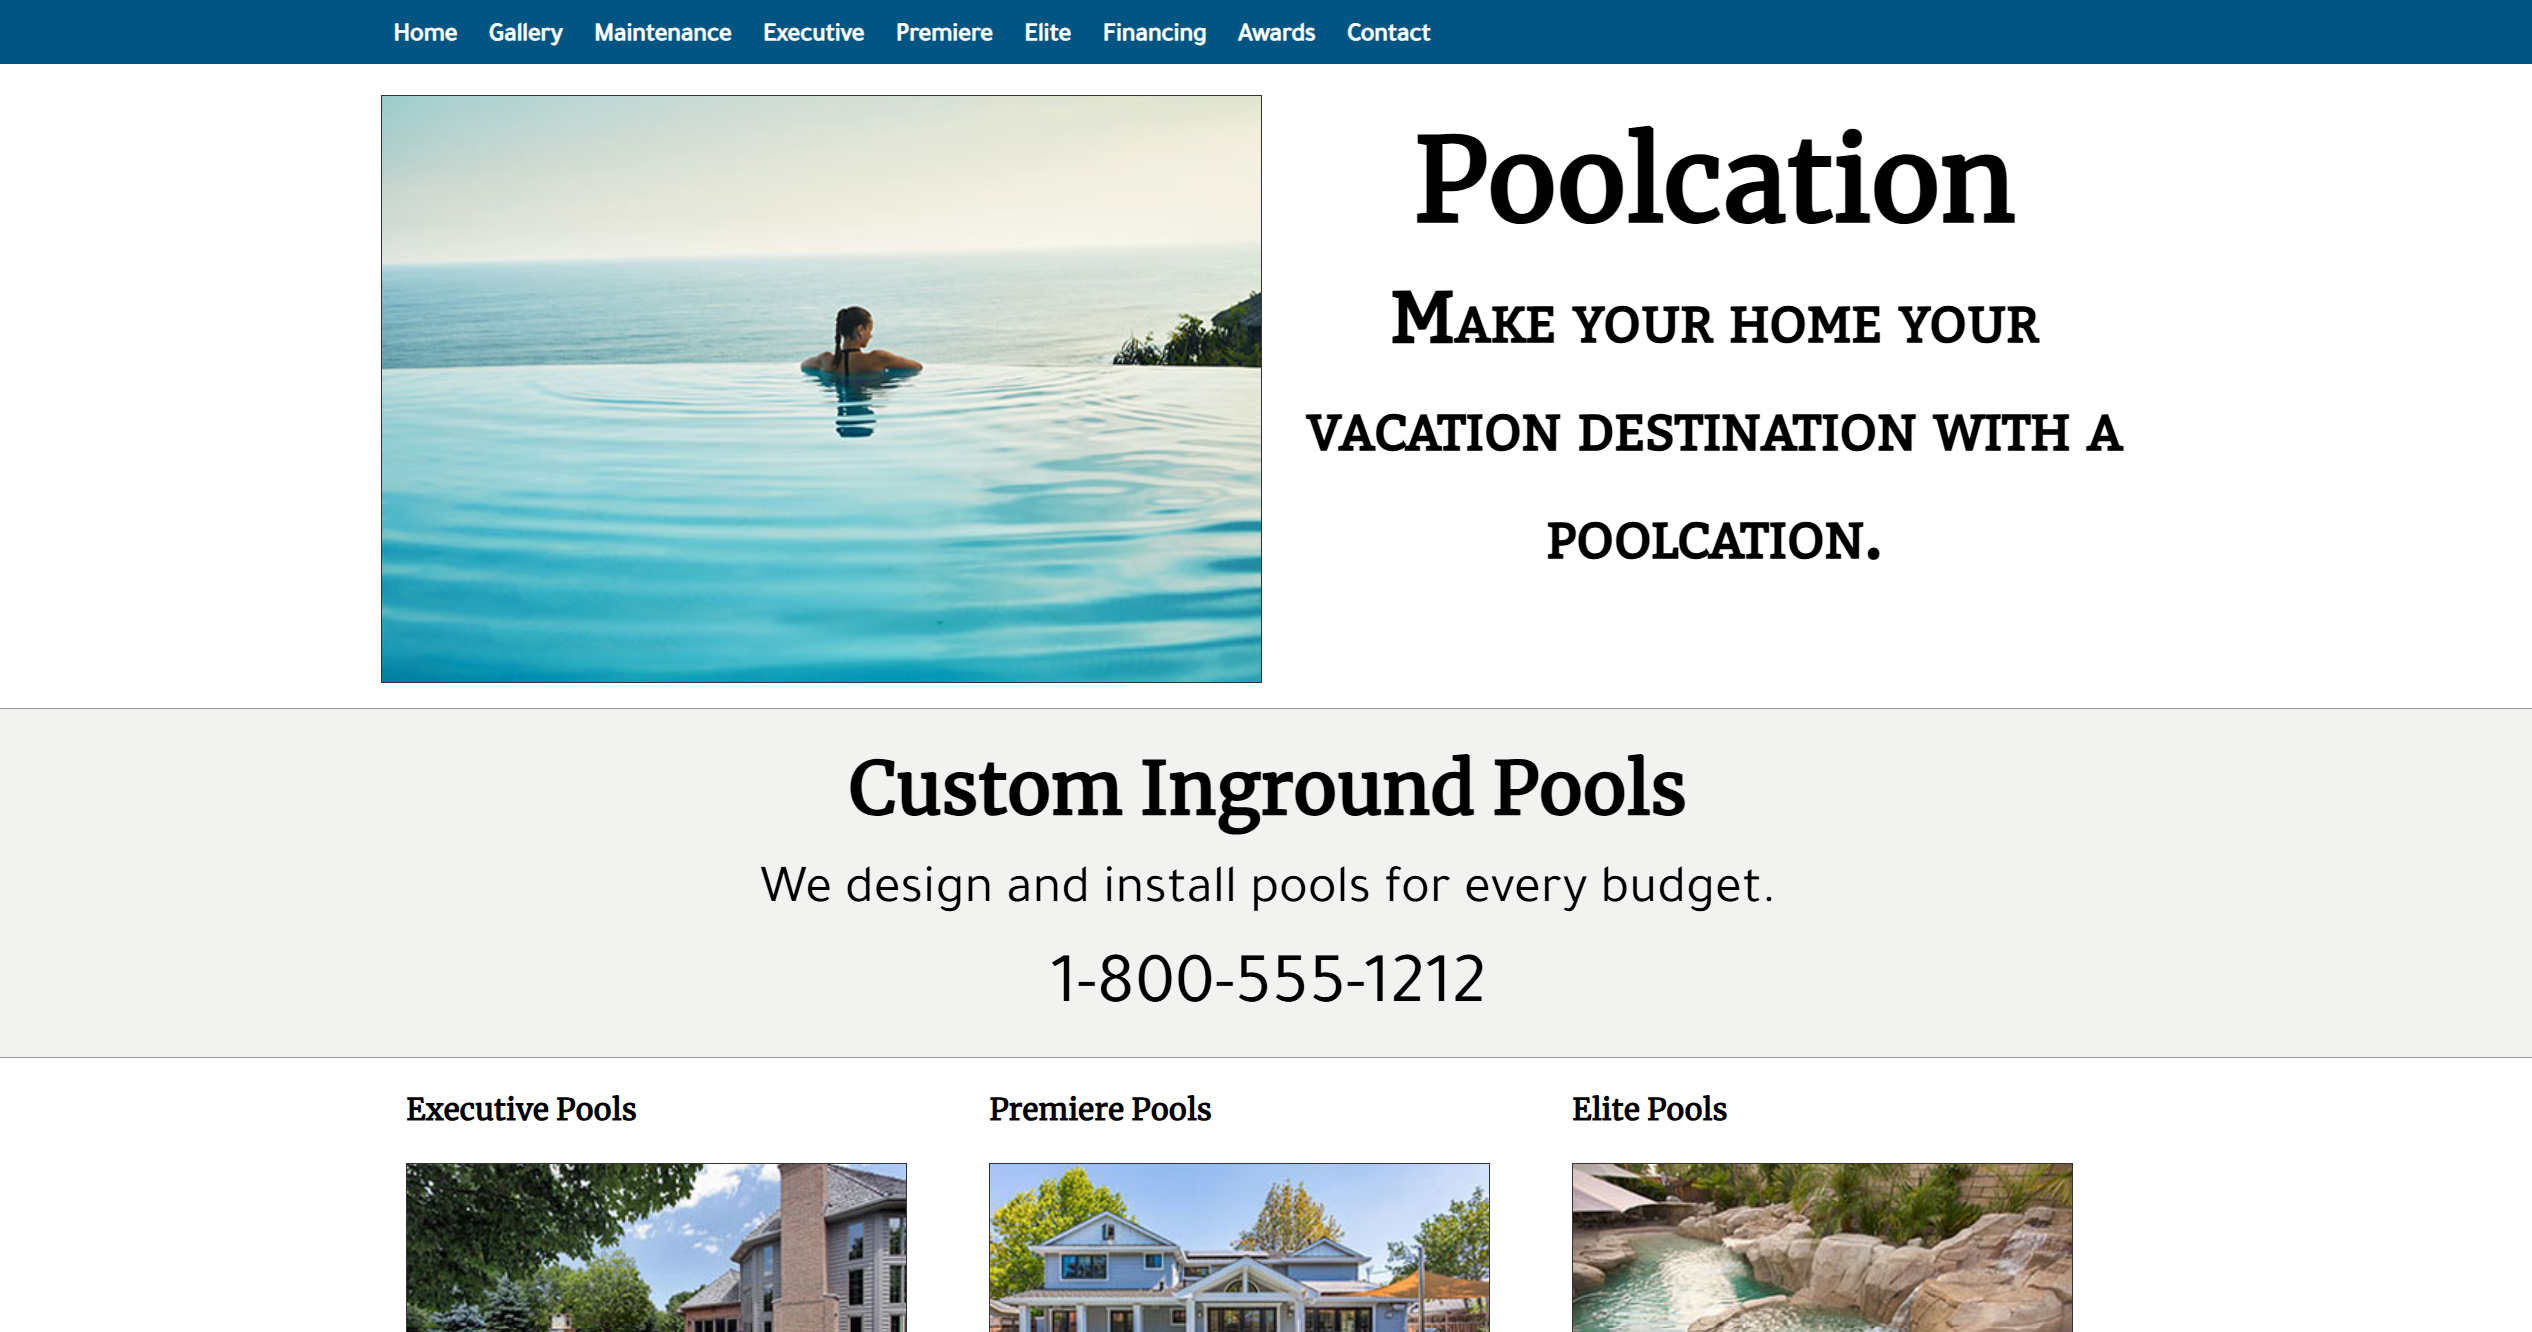 Home Gallery Maintenance Executive Premiere Elite Financing Awards Contact
Poolcation
Make your home your
vacation destination with a
poolcation.
Custom Inground Pools
We design and install pools for every budget.
1-800-555-1212
Executive Pools
Premiere Pools
Elite Pools